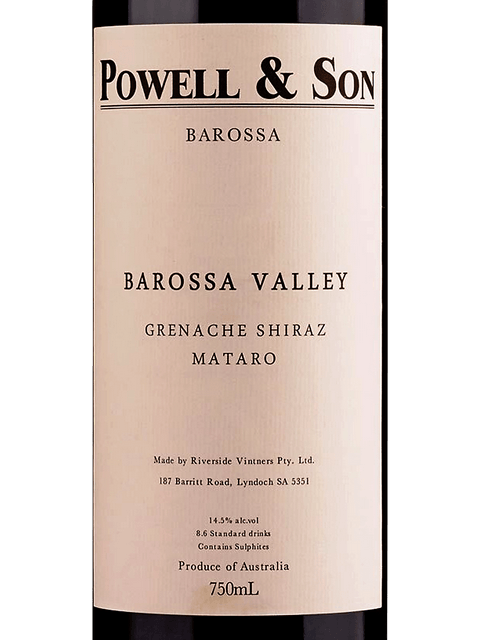 POWELL & SON
BAROSSA
BAROSSA VALLEY
GRENACHE SHIRAZ
MATARO
Made by Riverside Vintners Pty. Ltd.
187 Barritt Road, Lyndoch SA 5351
14.5% alc.vol
8.6 Standard drinks
Contains Sulphites
Produce of Australia
750mL